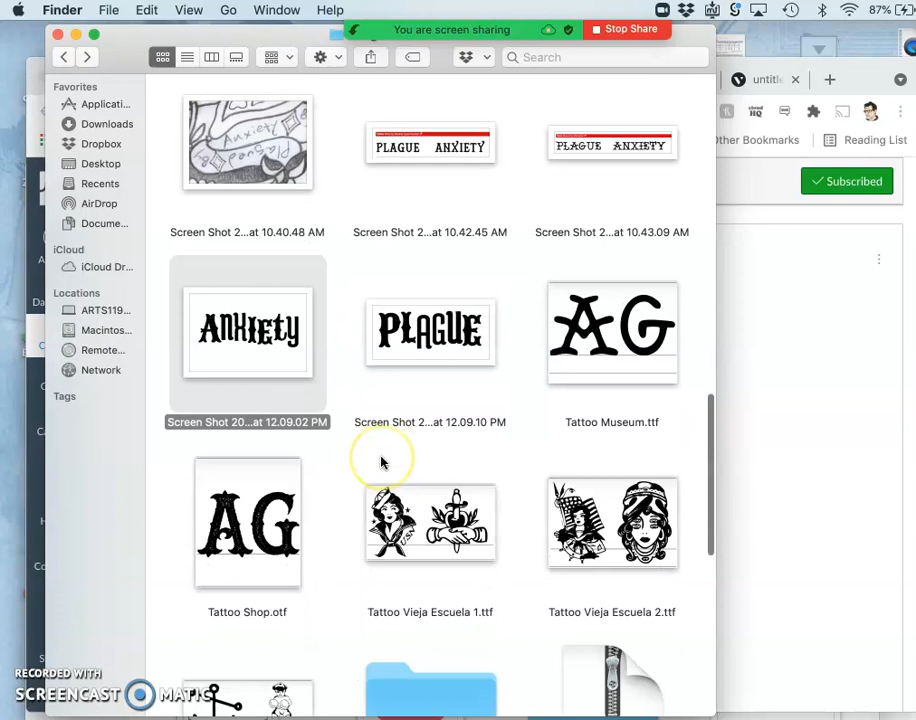 Finder File Edit View Go Window Help 87%
You are screen sharing Stop Share
Search
untitl
Other Bookmarks Reading List
Subscribed
Favorites
Applicati...
Downloads
Dropbox
Desktop
Recents
AirDrop
Docume...
iCloud
iCloud Dr...
Locations
ARTS119...
Macintos...
Remote...
Network
Tags
Anxiety
Plague
PLAGUE ANXIETY
PLAGUE ANXIETY
Screen Shot 2...at 10.40.48 AM
Screen Shot 2...at 10.42.45 AM
Screen Shot 2...at 10.43.09 AM
ANXIEty
PLAGUE
AG
Screen Shot 20...at 12.09.02 PM
Screen Shot 2...at 12.09.10 PM
Tattoo Museum.ttf
AG
USN
Tattoo Shop.otf
Tattoo Vieja Escuela 1.ttf
Tattoo Vieja Escuela 2.ttf
RECORDED WITH
SCREENCAST MATIC